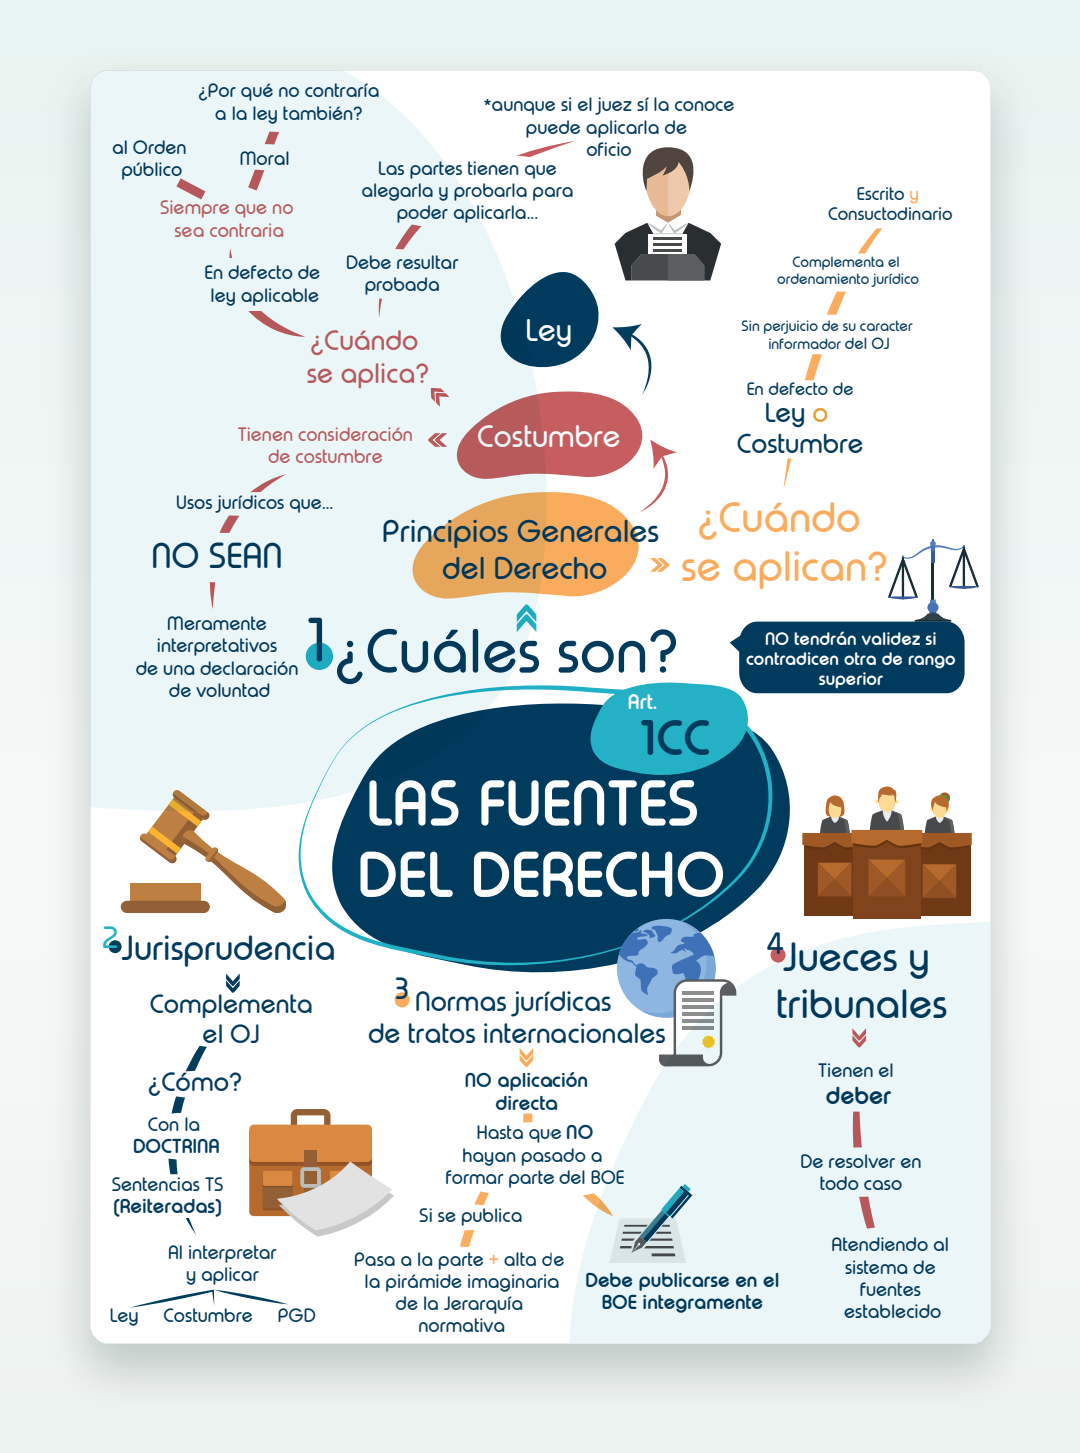 ¿Por qué no contraría
a la ley también?
al Orden
público
Moral
Siempre que no
sea contraria
En defecto de
ley aplicable
*aunque si el juez sí la conoce
puede aplicarla de
oficio
Las partes tienen que
alegarla y probarla para
poder aplicarla...
Debe resultar
probada
¿Cuándo
se aplica?
Ley
Costumbre
Tienen consideración
de costumbre
Usos jurídicos que...
NO SEAN
Meramente
interpretativos
de una declaración
de voluntad
Escrito y
Consuctodinario
Complementa el
ordenamiento jurídico
Sin perjuicio de su caracter
informador del OJ
En defecto de
Ley o
Costumbre
¿Cuándo
se aplican?
Principios Generales
del Derecho
1 ¿Cuáles son?
NO tendrán validez si
contradicen otra de rango
superior
Art.
1CC
LAS FUENTES
DEL DERECHO
2 Jurisprudencia
Complementa
el OJ
¿Cómo?
Con la
DOCTRINA
Sentencias TS
(Reiteradas)
Al interpretar
y aplicar
Ley Costumbre PGD
3 Normas jurídicas
de tratos internacionales
NO aplicación
directa
Hasta que NO
hayan pasado a
formar parte del BOE
Si se publica
Pasa a la parte + alta de
la pirámide imaginaria
de la Jerarquía
normativa
Debe publicarse en el
BOE integramente
4 Jueces y
tribunales
Tienen el
deber
De resolver en
todo caso
Atendiendo al
sistema de
fuentes
establecido